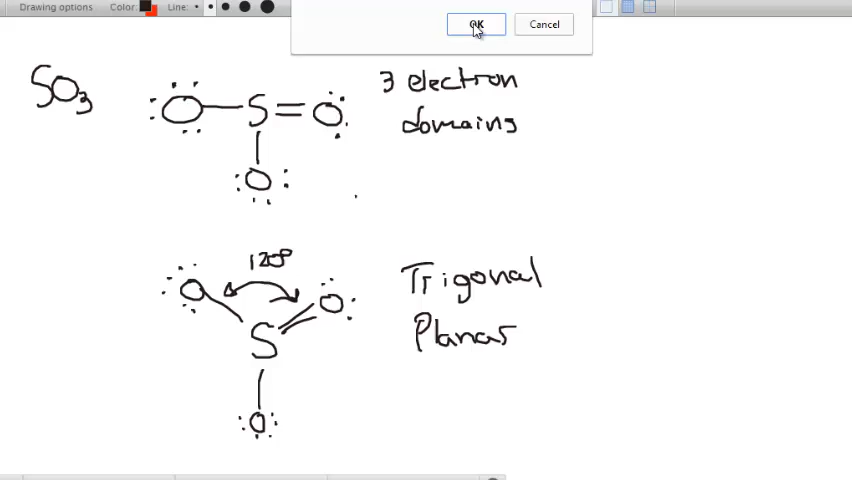 Drawing options Color: Line:
OK Cancel
SO3
3 electron
domains
O S O
O
120°
O O
S
O
Trigonal
Planar